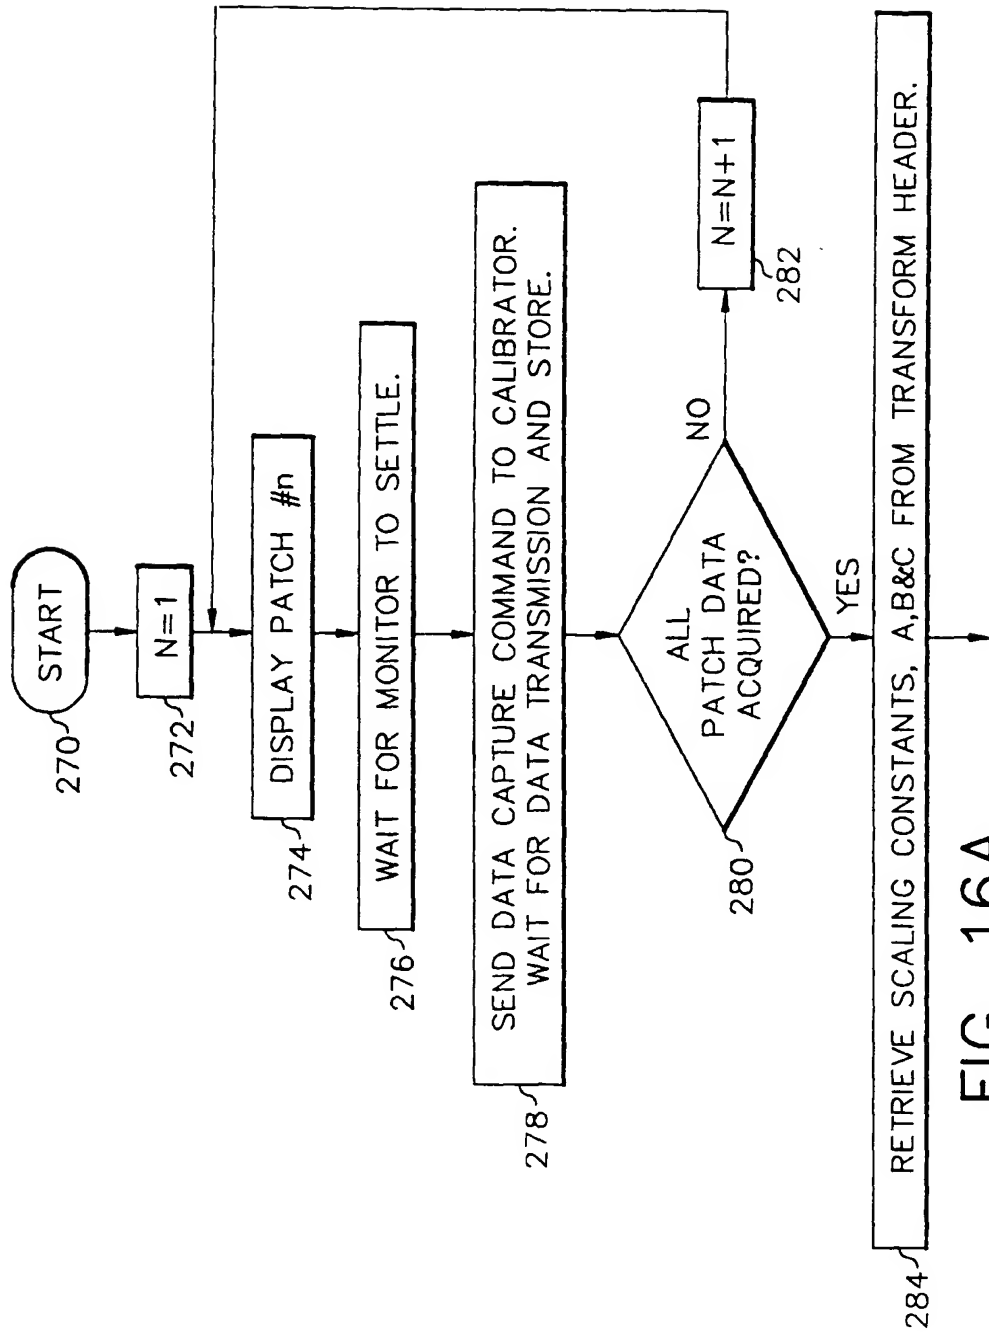 START
270
N=1
272
DISPLAY PATCH #n
274
WAIT FOR MONITOR TO SETTLE.
276
SEND DATA CAPTURE COMMAND TO CALIBRATOR.
WAIT FOR DATA TRANSMISSION AND STORE.
278
ALL
PATCH DATA
ACQUIRED?
280
NO
N=N+1
282
YES
RETRIEVE SCALING CONSTANTS, A,B&C FROM TRANSFORM HEADER.
284
FIG. 16A